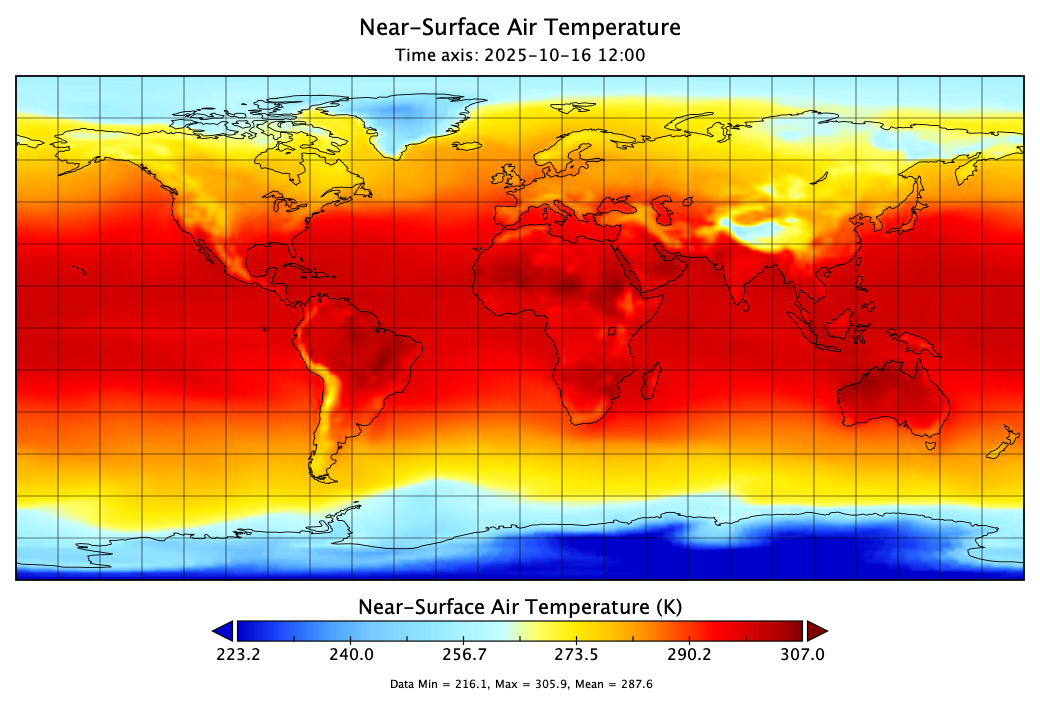 Near-Surface Air Temperature
Time axis: 2025-10-16 12:00
Near-Surface Air Temperature (K)
223.2 240.0 256.7 273.5 290.2 307.0
Data Min = 216.1, Max = 305.9, Mean = 287.6